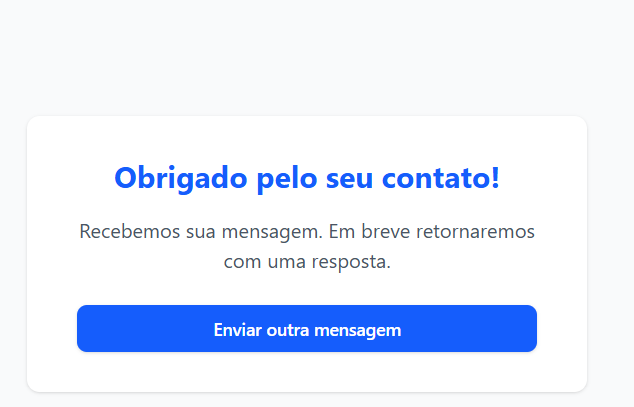 Obrigado pelo seu contato!
Recebemos sua mensagem. Em breve retornaremos
com uma resposta.
Enviar outra mensagem